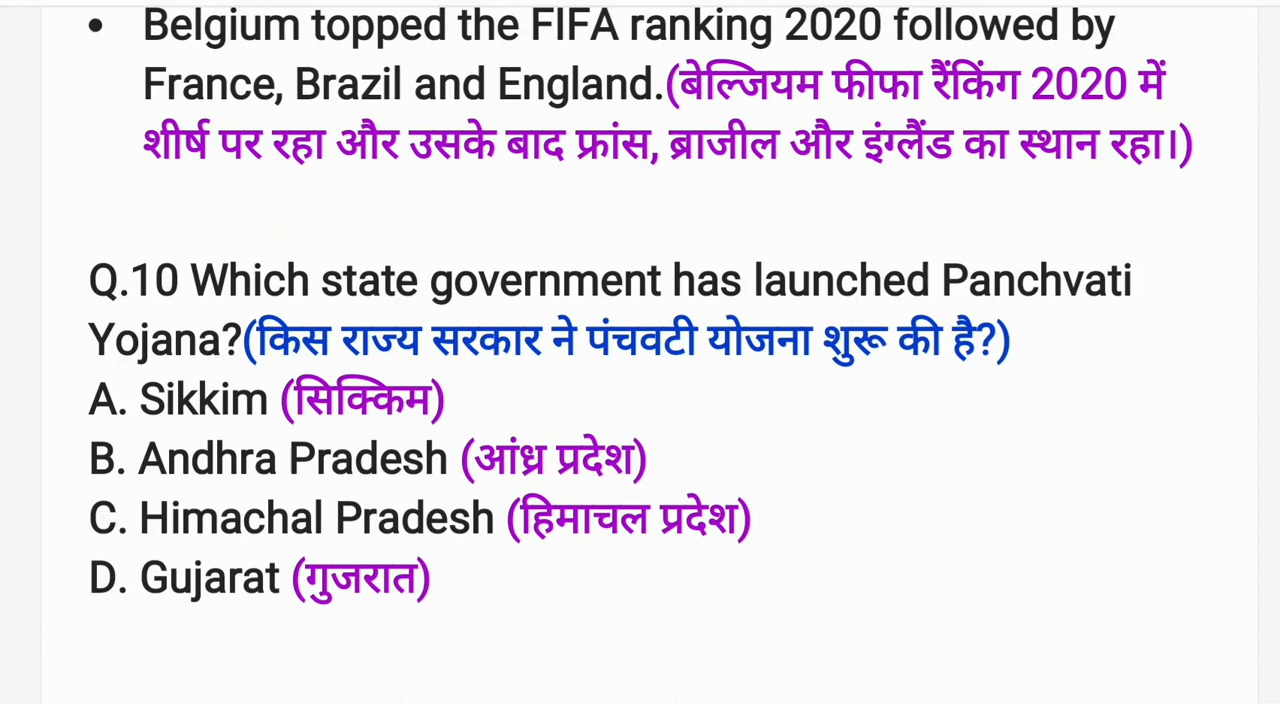 • Belgium topped the FIFA ranking 2020 followed by
France, Brazil and England.(बेल्जियम फीफा रैंकिंग 2020 में
शीर्ष पर रहा और उसके बाद फ्रांस, ब्राजील और इंग्लैंड का स्थान रहा।)
Q.10 Which state government has launched Panchvati
Yojana?(किस राज्य सरकार ने पंचवटी योजना शुरू की है?)
A. Sikkim (सिक्किम)
B. Andhra Pradesh (आंध्र प्रदेश)
C. Himachal Pradesh (हिमाचल प्रदेश)
D. Gujarat (गुजरात)